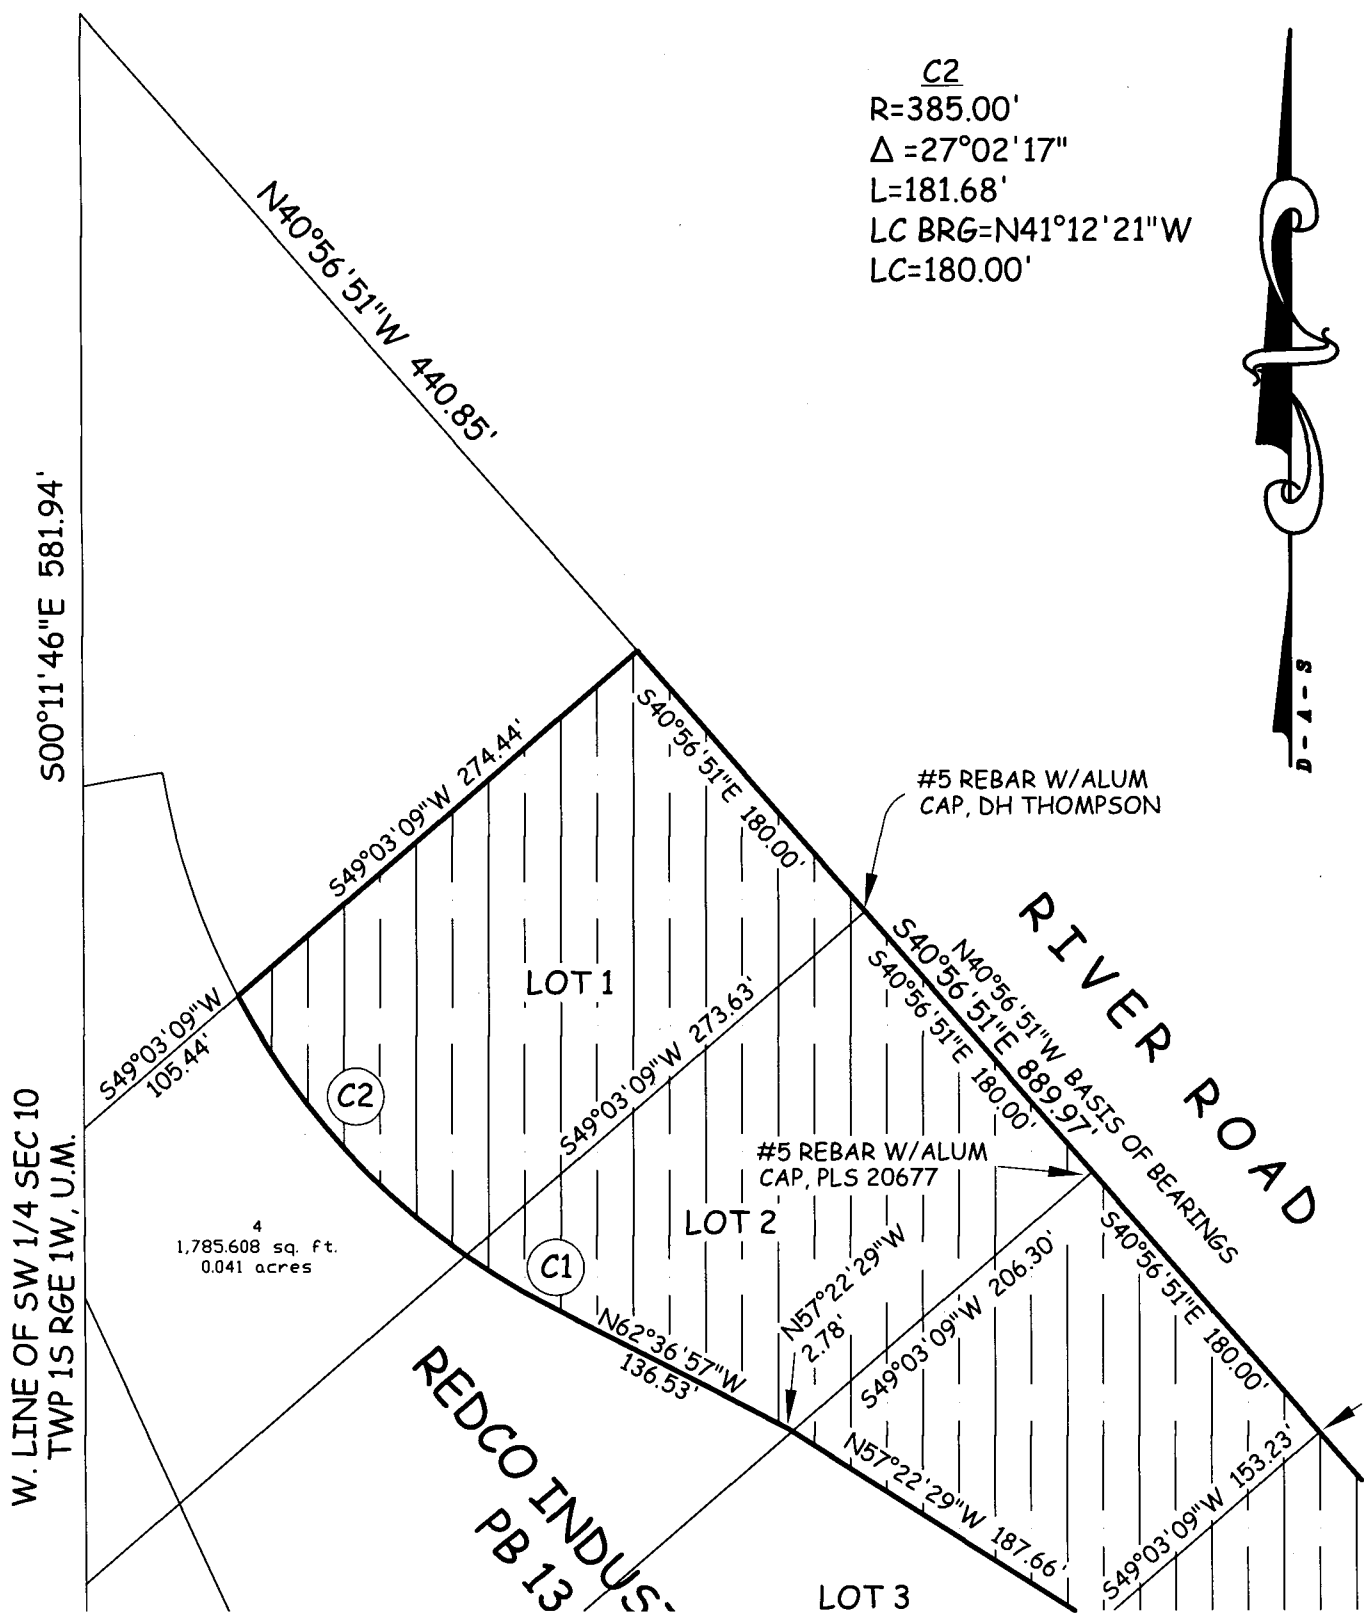 C2
R=385.00'
Δ =27°02'17"
L=181.68'
LC BRG=N41°12'21"W
LC=180.00'
N40°56'51"W 440.85'
S00°11'46"E 581.94'
D-A-S
S49°03'09"W 274.44'
S40°56'51"E 180.00'
#5 REBAR W/ALUM
CAP, DH THOMPSON
RIVER ROAD
LOT 1
S40°56'51"E 889.97'
N40°56'51"W BASIS OF BEARINGS
S40°56'51"E 180.00'
S49°03'09"W
105.44'
C2
S49°03'09"W 273.63'
#5 REBAR W/ALUM
CAP, PLS 20677
LOT 2
W. LINE OF SW 1/4 SEC 10
TWP 1S RGE 1W, U.M.
4
1,785.608 sq. ft.
0.041 acres
C1
N62°36'57"W
136.53'
N57°22'29"W
2.78'
S49°03'09"W 206.30'
S40°56'51"E 180.00'
REDCO INDUS
PB 13
N57°22'29"W 187.66'
S49°03'09"W 153.23'
LOT 3